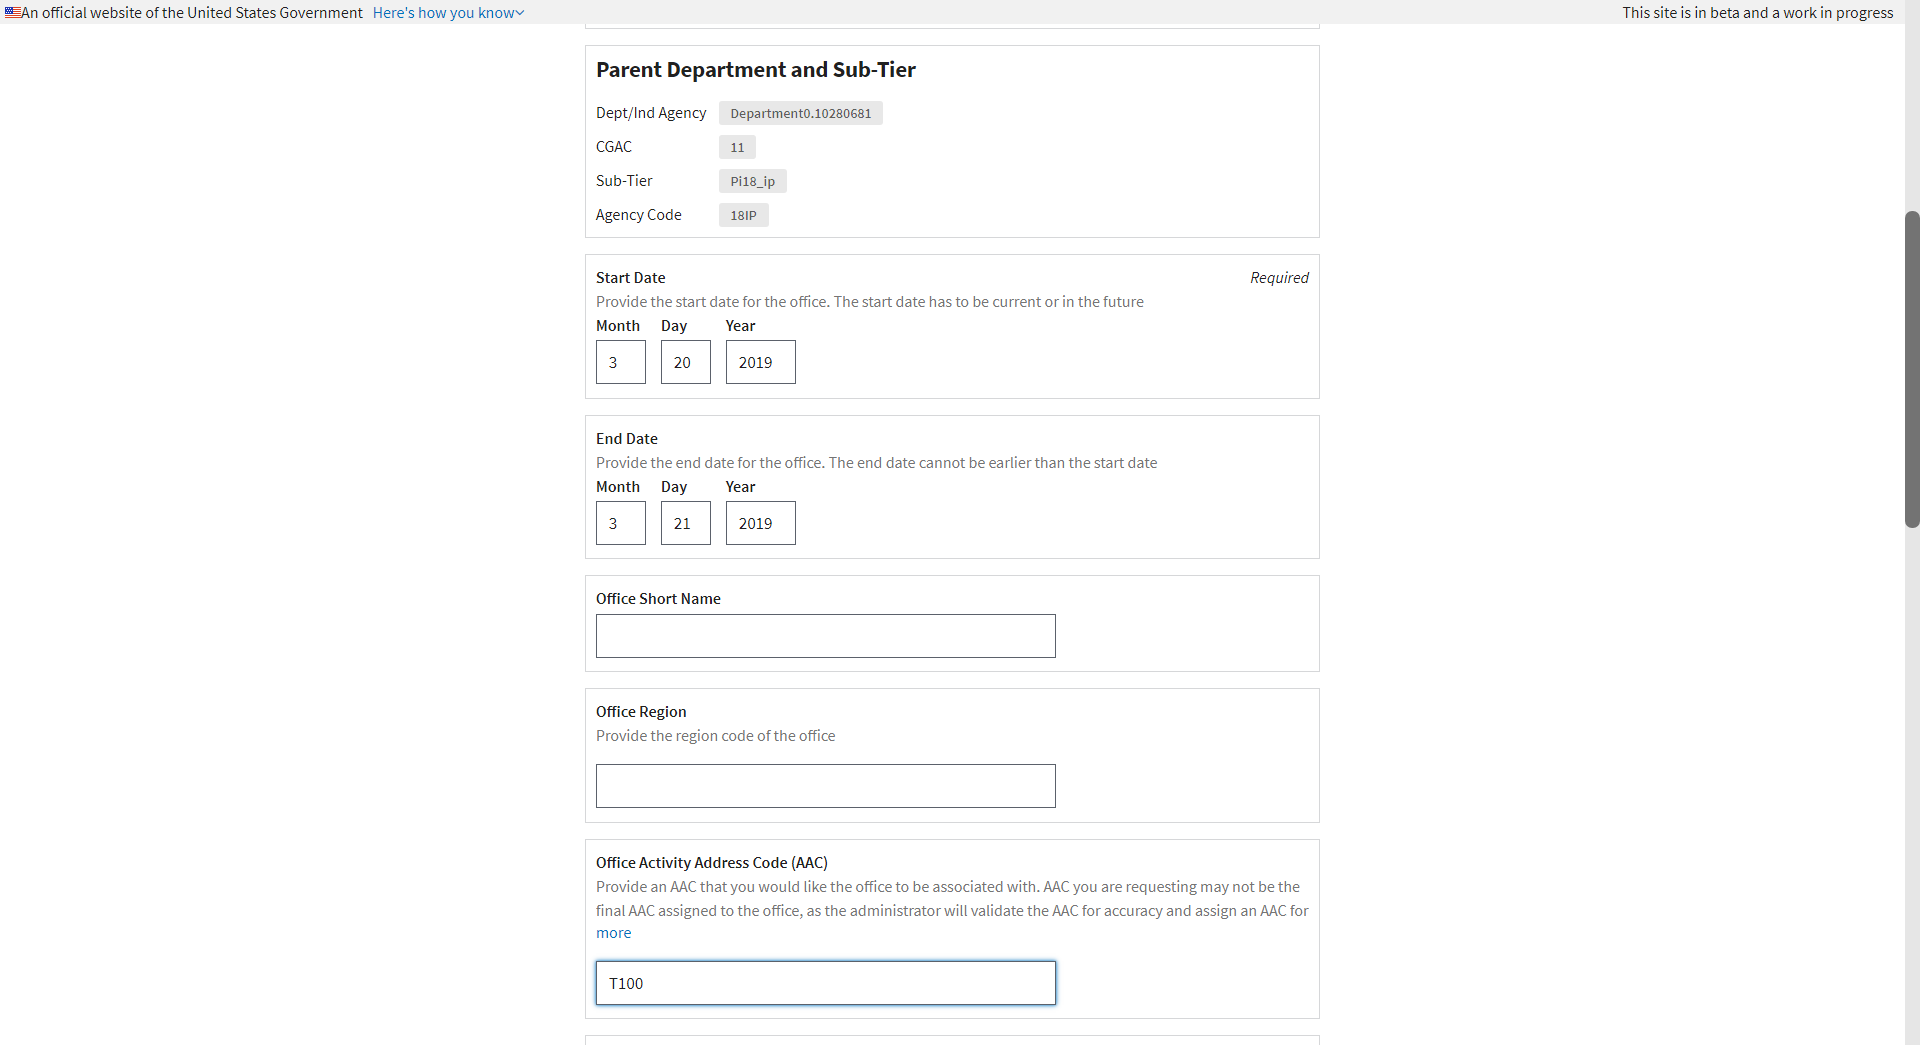 An official website of the United States Government Here's how you know
This site is in beta and a work in progress
Parent Department and Sub-Tier
Dept/Ind Agency Department0.10280681
CGAC 11
Sub-Tier Pi18_ip
Agency Code 18IP
Start Date Required
Provide the start date for the office. The start date has to be current or in the future
Month Day Year
3 20 2019
End Date
Provide the end date for the office. The end date cannot be earlier than the start date
Month Day Year
3 21 2019
Office Short Name
Office Region
Provide the region code of the office
Office Activity Address Code (AAC)
Provide an AAC that you would like the office to be associated with. AAC you are requesting may not be the
final AAC assigned to the office, as the administrator will validate the AAC for accuracy and assign an AAC for
more
T100